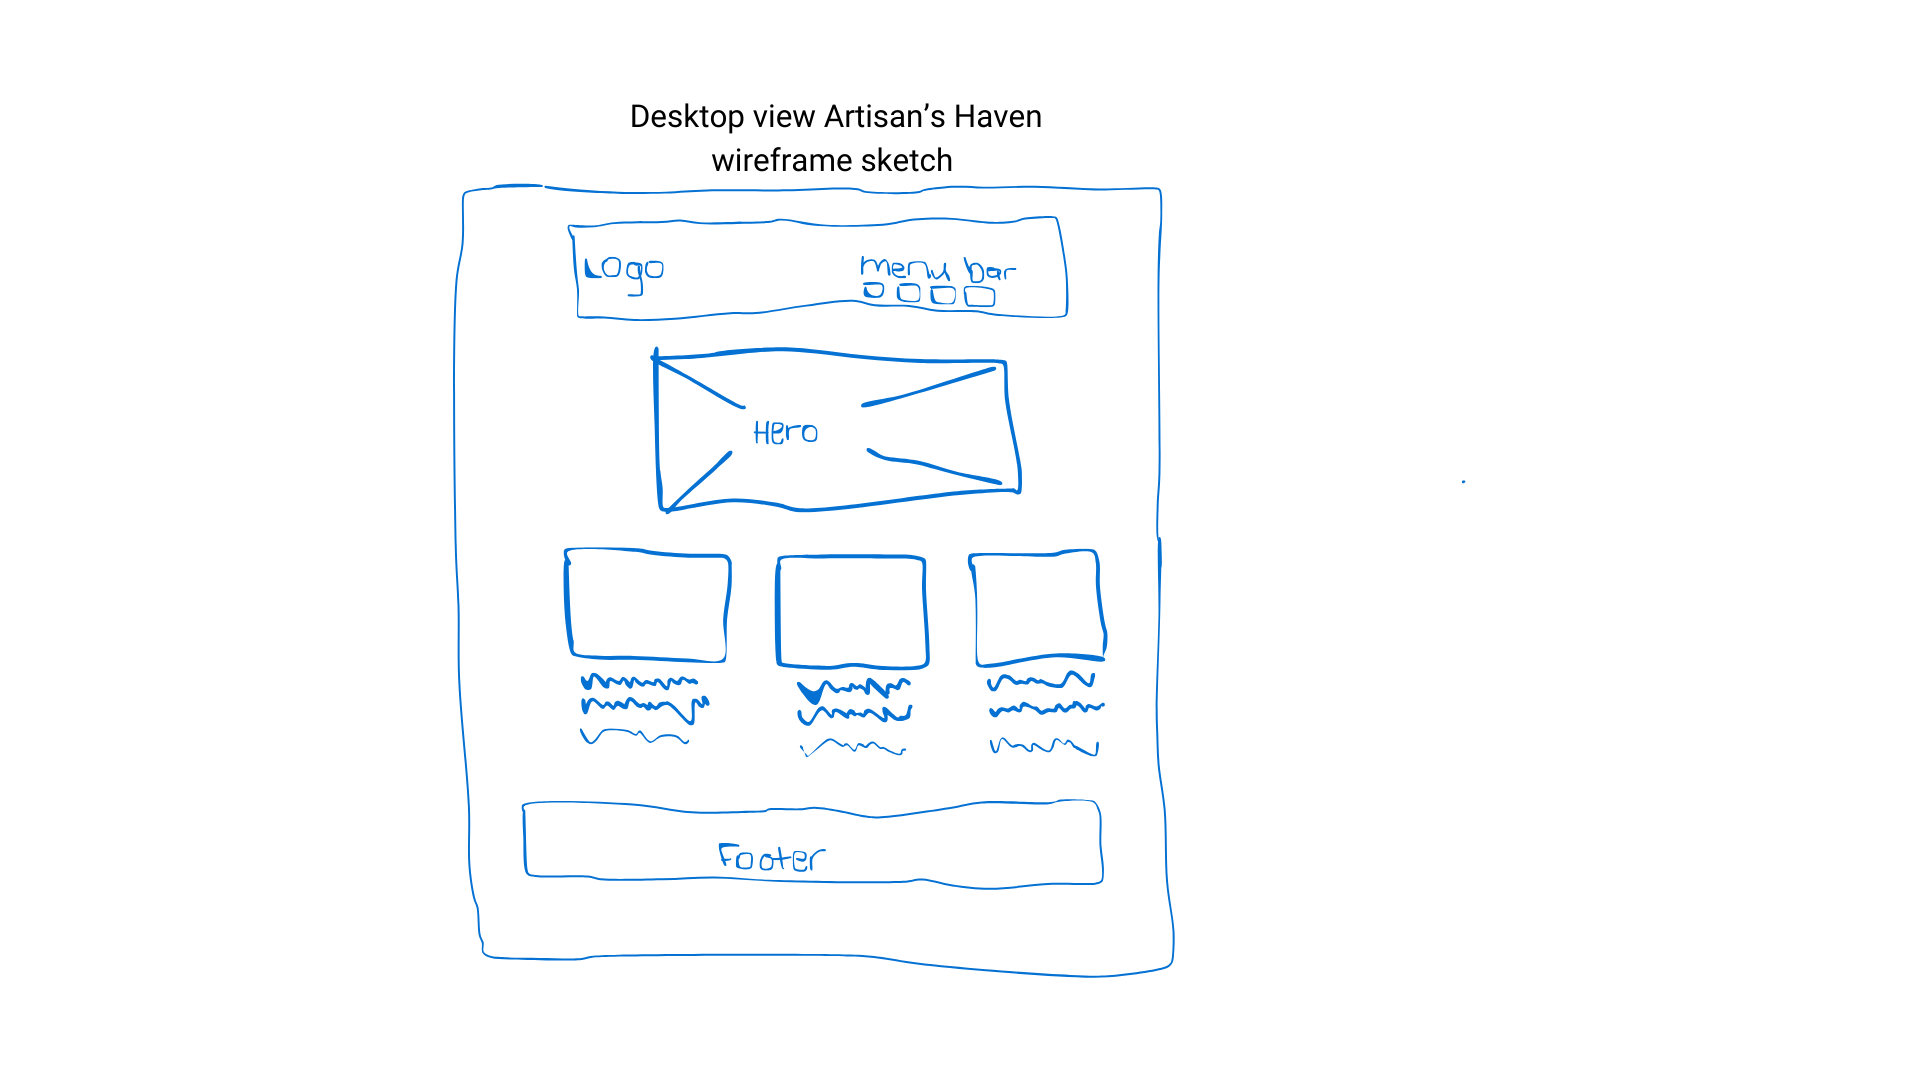 Desktop view Artisan’s Haven
wireframe sketch
Logo
menu bar
Hero
Footer